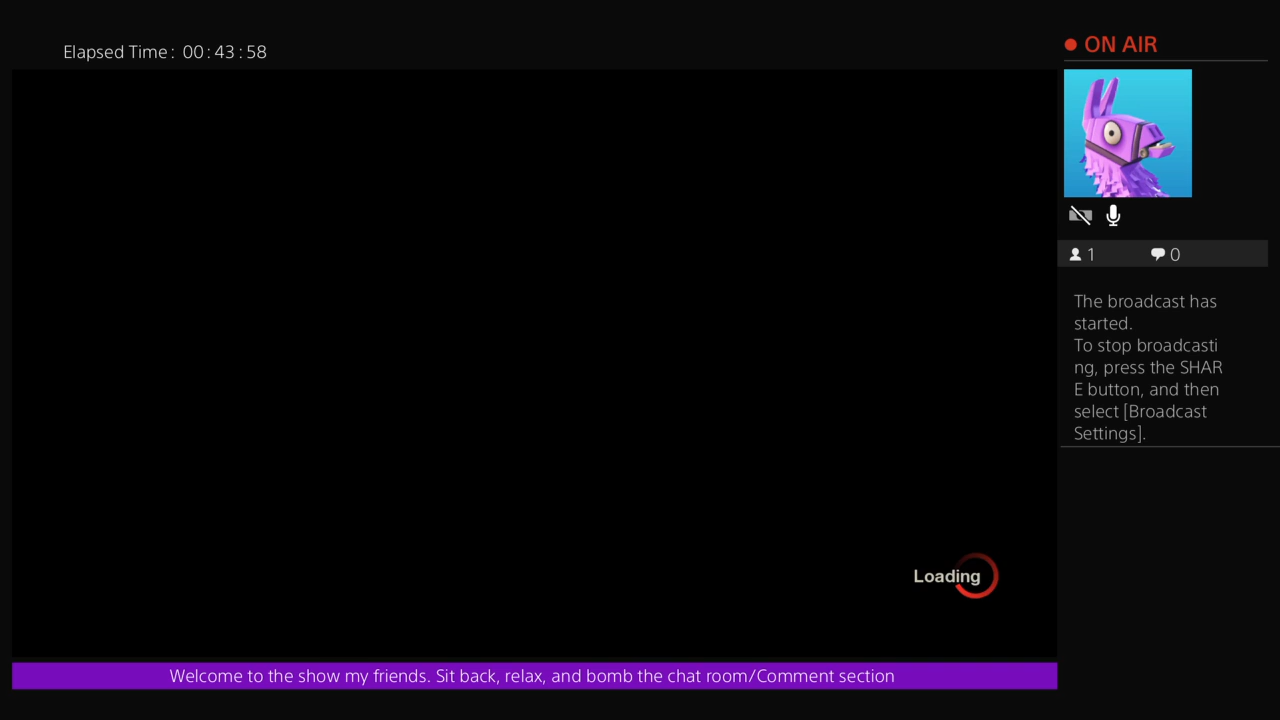 Elapsed Time: 00:43:58
ON AIR
1 0
The broadcast has
started.
To stop broadcasti
ng, press the SHAR
E button, and then
select [Broadcast
Settings].
Loading
Welcome to the show my friends. Sit back, relax, and bomb the chat room/Comment section